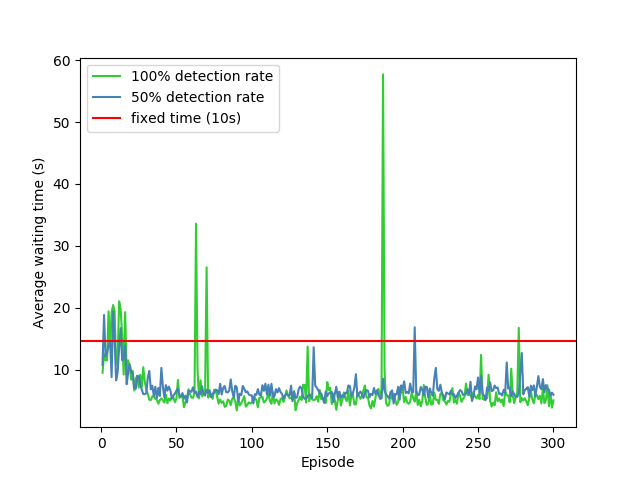 100% detection rate
50% detection rate
fixed time (10s)
Average waiting time (s)
60
50
40
30
20
10
0 50 100 150 200 250 300
Episode